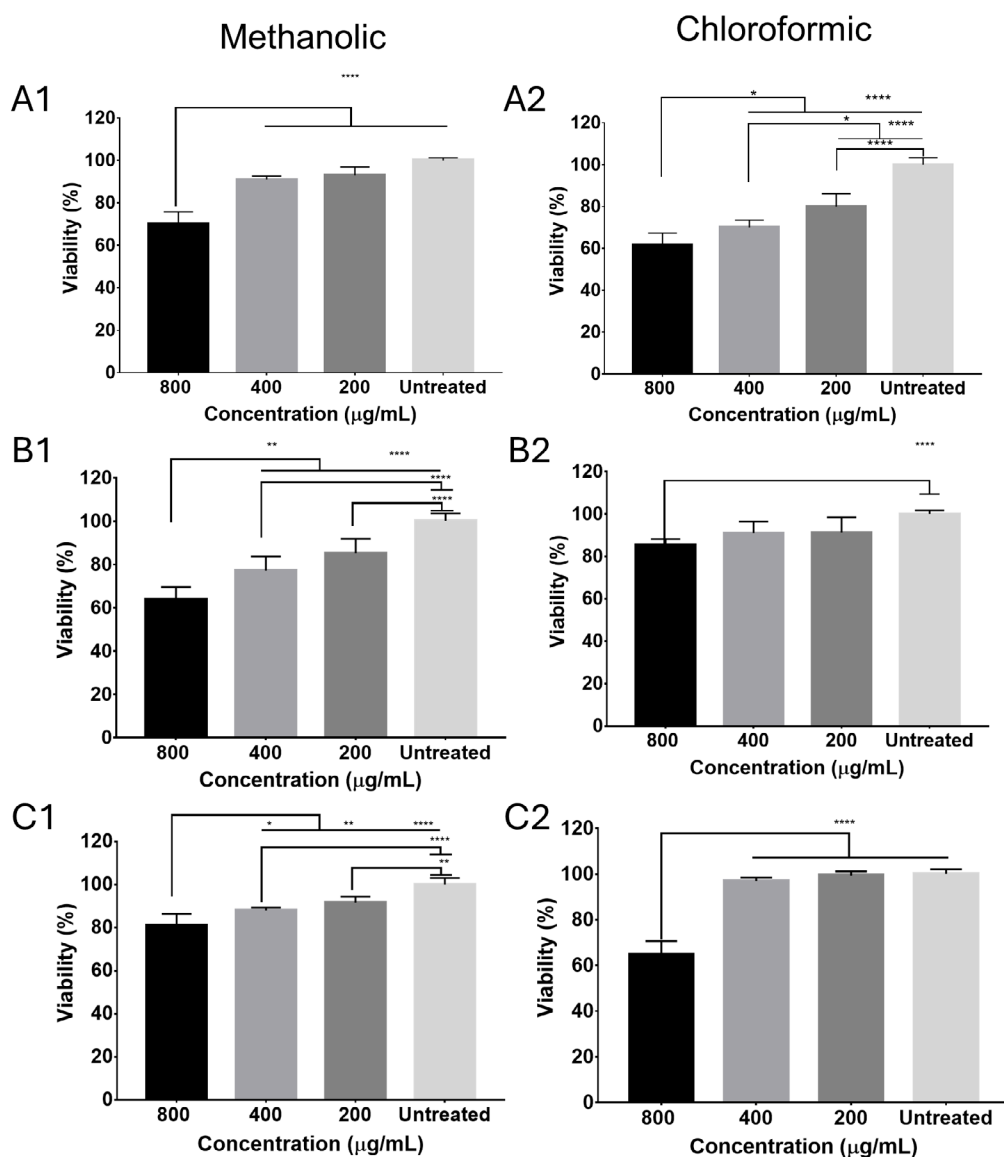 Methanolic
Chloroformic
A1
****
Viability (%)
120
100
80
60
40
20
0
800 400 200 Untreated
Concentration (μg/mL)
A2
* ****
* ****
****
Viability (%)
120
100
80
60
40
20
0
800 400 200 Untreated
Concentration (μg/mL)
B1
** ****
****
****
Viability (%)
120
100
80
60
40
20
0
800 400 200 Untreated
Concentration (μg/mL)
B2
****
Viability (%)
120
100
80
60
40
20
0
800 400 200 Untreated
Concentration (μg/mL)
C1
* ** ****
****
**
Viability (%)
120
100
80
60
40
20
0
800 400 200 Untreated
Concentration (μg/mL)
C2
****
Viability (%)
120
100
80
60
40
20
0
800 400 200 Untreated
Concentration (μg/mL)